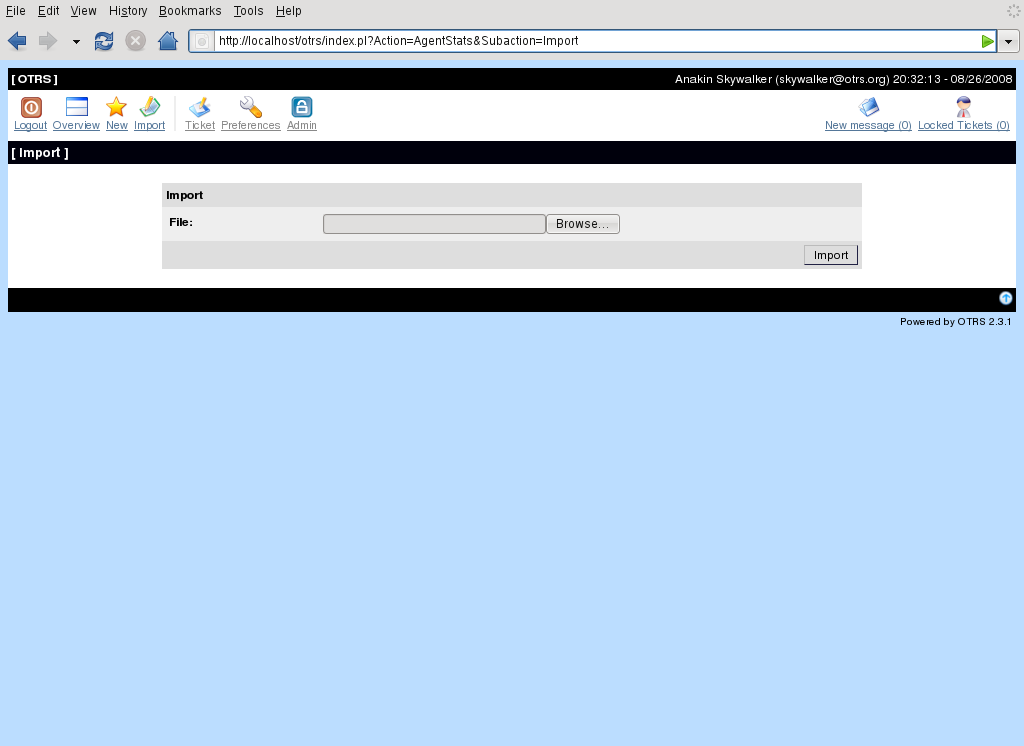 File Edit View History Bookmarks Tools Help
http://localhost/otrs/index.pl?Action=AgentStats&Subaction=Import
[ OTRS ] Anakin Skywalker (skywalker@otrs.org) 20:32:13 - 08/26/2008
Logout Overview New Import Ticket Preferences Admin New message (0) Locked Tickets (0)
[ Import ]
Import
File: Browse...
Import
Powered by OTRS 2.3.1